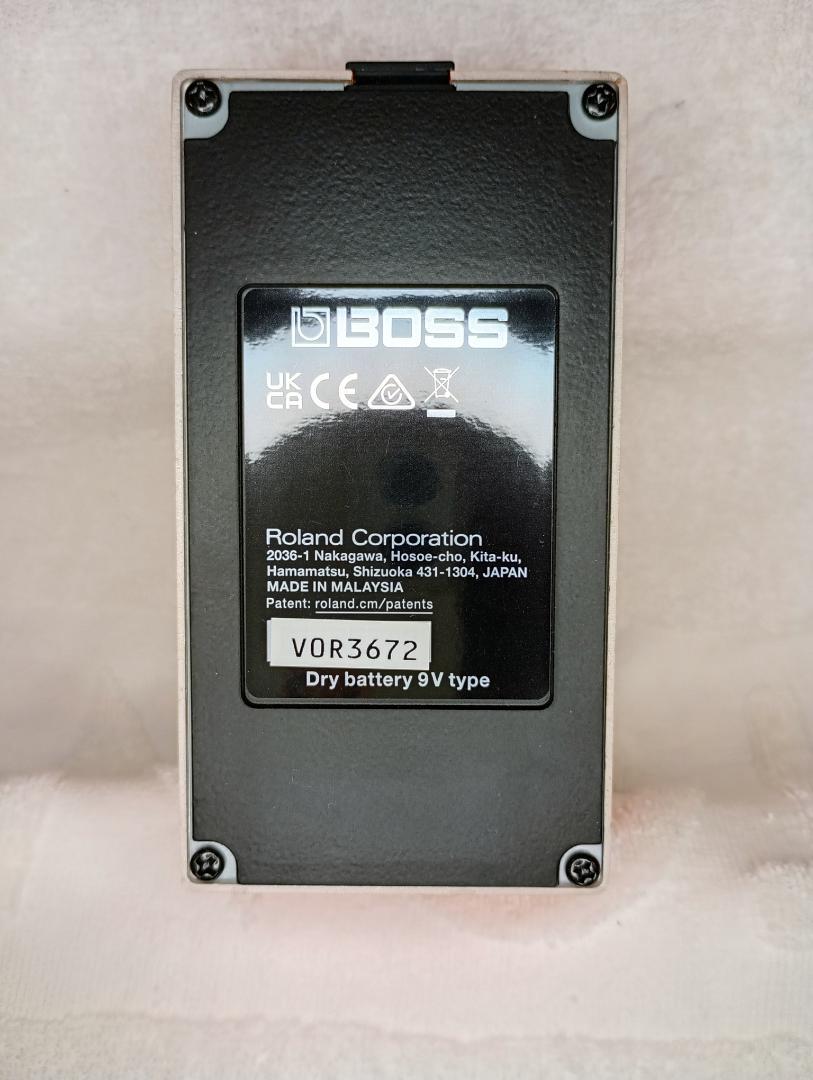 BOSS
UK
CA CE
Roland Corporation
2036-1 Nakagawa, Hosoe-cho, Kita-ku,
Hamamatsu, Shizuoka 431-1304, JAPAN
MADE IN MALAYSIA
Patent: roland.cm/patents
V0R3672
Dry battery 9V type